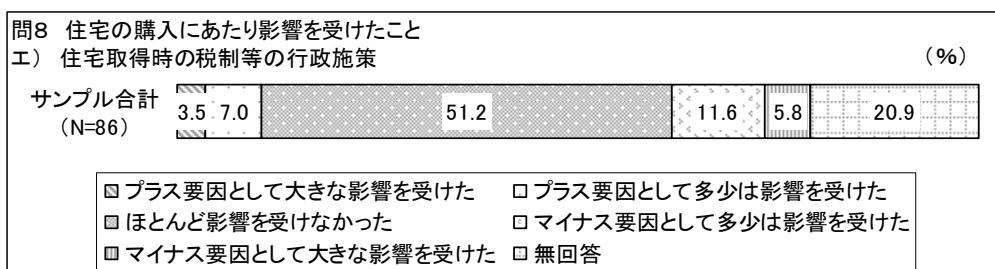 問8 住宅の購入にあたり影響を受けたこと
エ) 住宅取得時の税制等の行政施策 (%)
サンプル合計
(N=86)
3.5 7.0 51.2 11.6 5.8 20.9
プラス要因として大きな影響を受けた プラス要因として多少は影響を受けた
ほとんど影響を受けなかった マイナス要因として多少は影響を受けた
マイナス要因として大きな影響を受けた 無回答